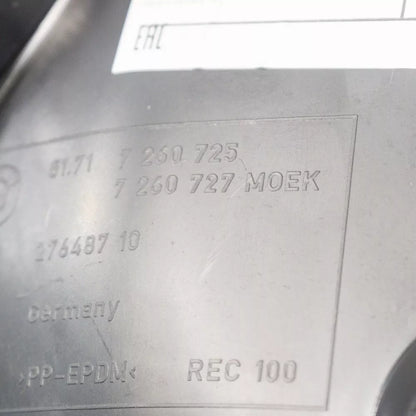 EAC
61.71 7 260 725
7 260 727 MOEK
276487 10
Germany
>PP-EPDM< REC 100